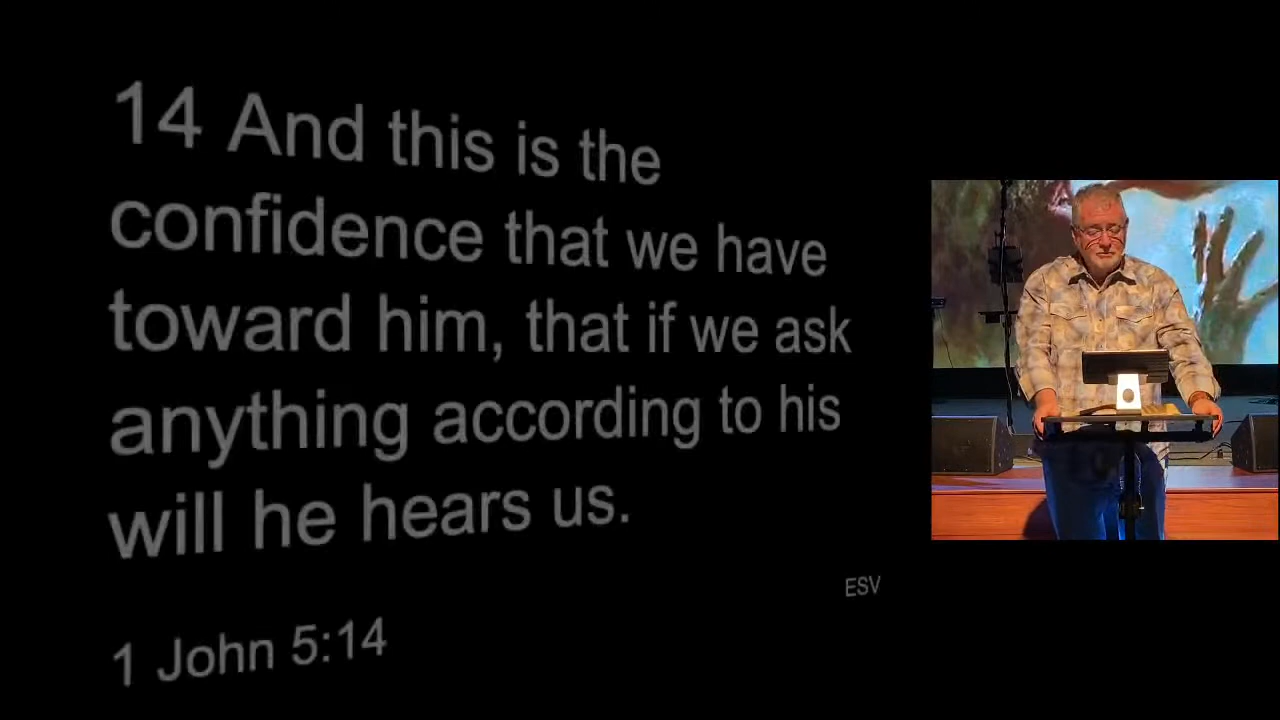 14 And this is the
confidence that we have
toward him, that if we ask
anything according to his
will he hears us.
ESV
1 John 5:14